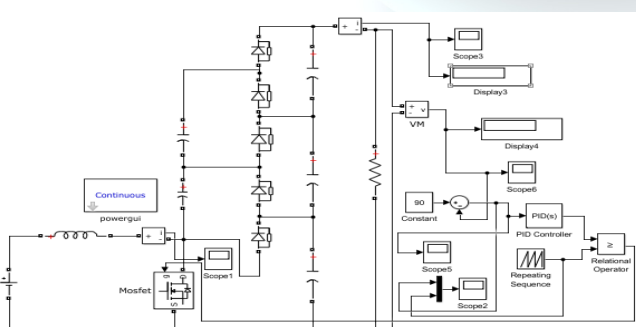 Scope3
Display3
VM
Display4
Scope6
Continuous
powergui
90
Constant
PID(s)
PID Controller
≥
Relational
Operator
Scope5
Repeating
Sequence
Scope2
Scope1
Mosfet
g
D
S
i
i
v